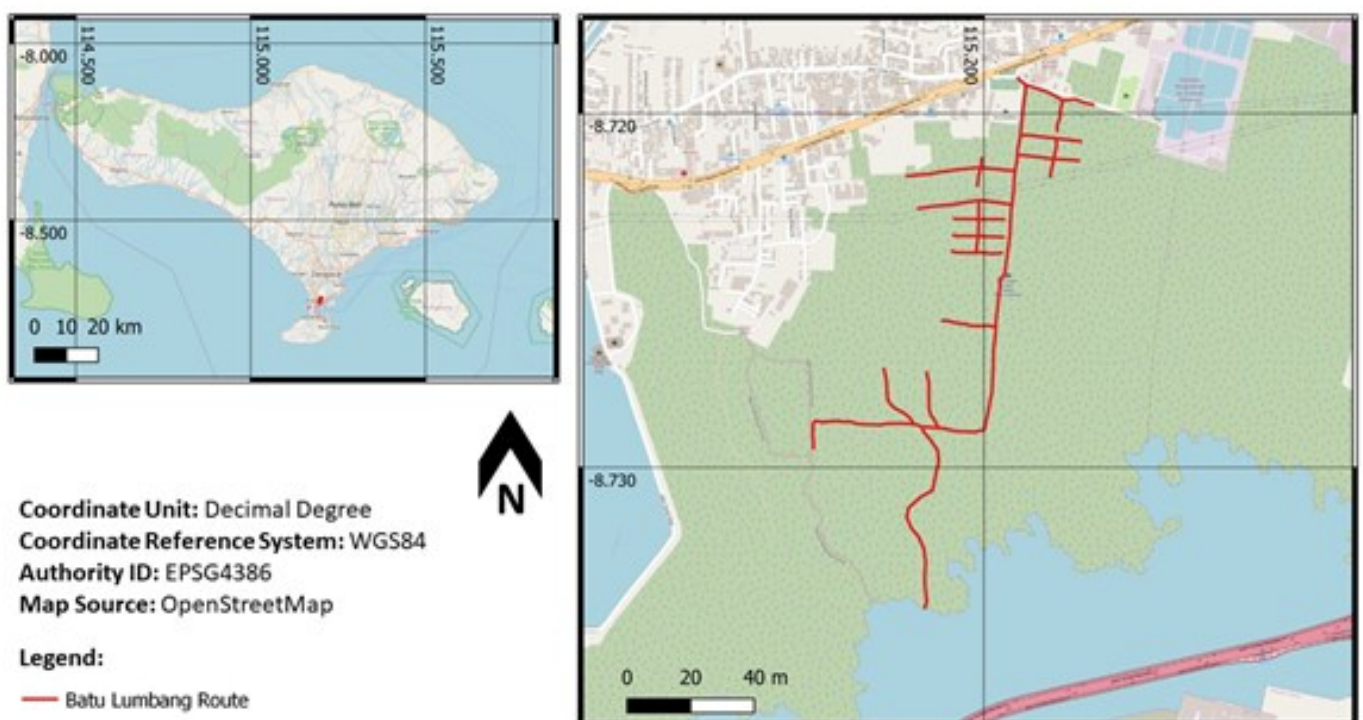 114.500
115.000
115.500
-8.000
-8.500
0 10 20 km
115.200
-8.720
-8.730
0 20 40 m
N
Coordinate Unit: Decimal Degree
Coordinate Reference System: WGS84
Authority ID: EPSG4386
Map Source: OpenStreetMap
Legend:
Batu Lumbang Route